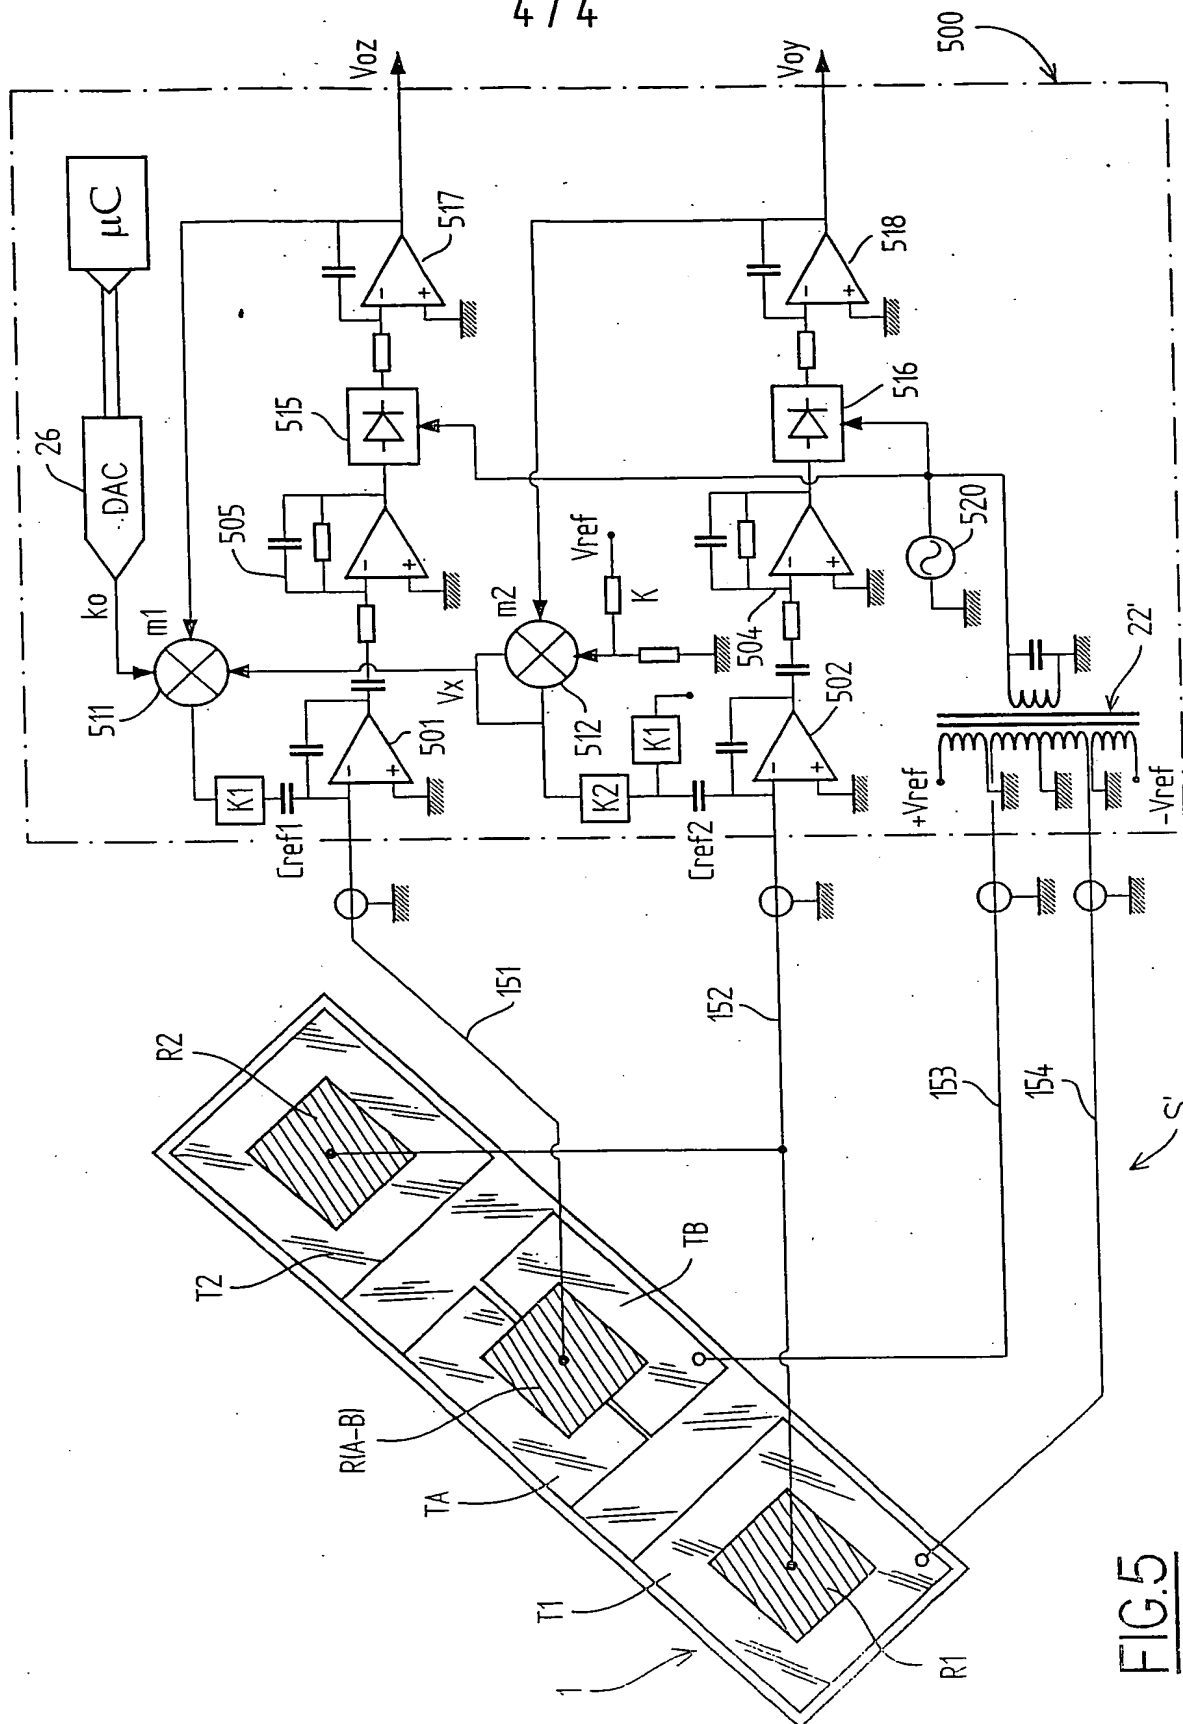 4 / 4
500
Voz
Voy
µC
DAC
26
k0
m1
511
K1
Cref1
501
505
515
517
Vx
m2
512
K2
K1
Cref2
Vref
K
504
502
516
518
520
22'
+Vref
-Vref
151
152
153
154
S'
R2
T2
TB
R(A-B)
TA
T1
R1
1
FIG.5